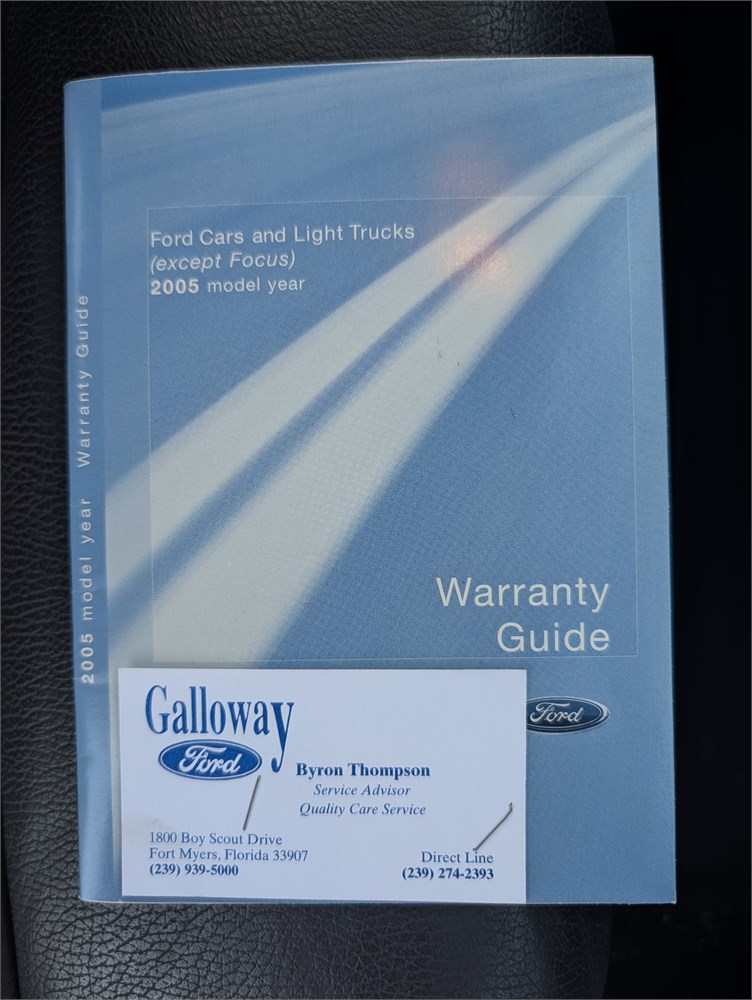 Ford Cars and Light Trucks
(except Focus)
2005 model year
2005 model year Warranty Guide
Warranty
Guide
Ford
Galloway
Ford
Byron Thompson
Service Advisor
Quality Care Service
1800 Boy Scout Drive
Fort Myers, Florida 33907
(239) 939-5000
Direct Line
(239) 274-2393